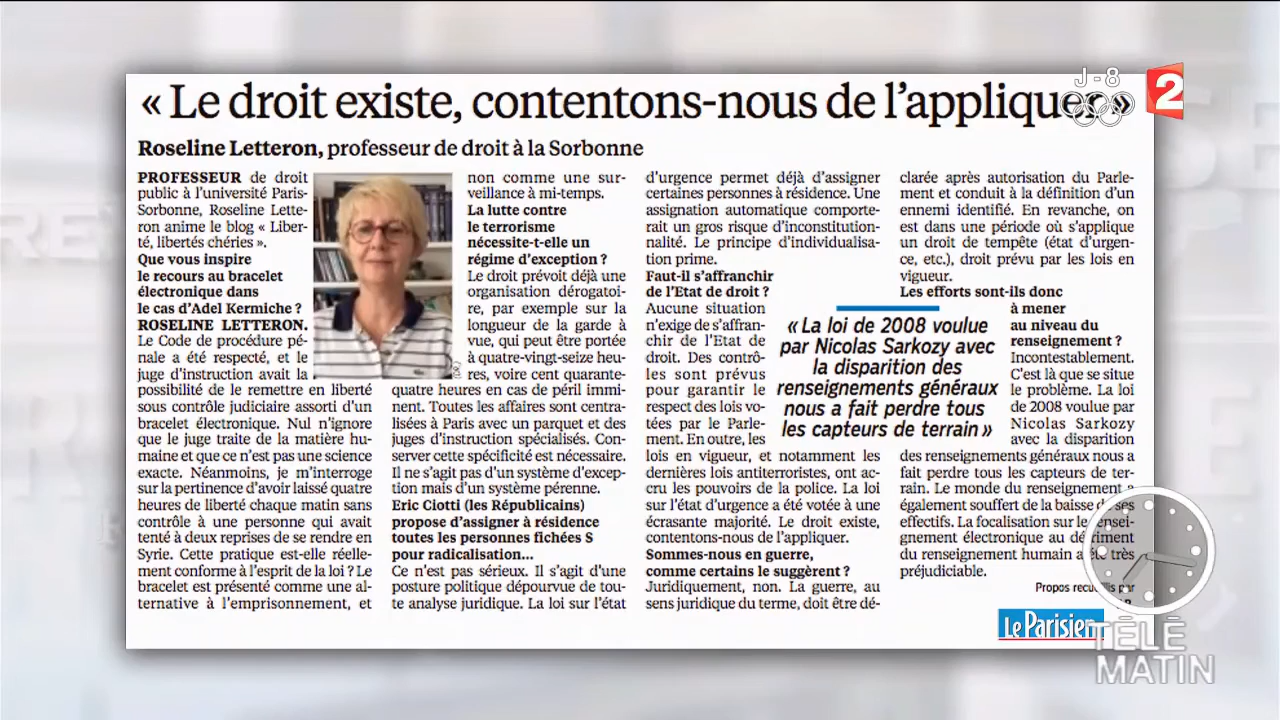 « Le droit existe, contentons-nous de l'appliquer »
Roseline Letteron, professeur de droit à la Sorbonne
PROFESSEUR de droit
public à l'université Paris-
Sorbonne, Roseline Lette-
ron anime le blog « Liber-
té, libertés chéries ».
Que vous inspire
le recours au bracelet
électronique dans
le cas d'Adel Kermiche ?
ROSELINE LETTERON.
Le Code de procédure pé-
nale a été respecté, et le
juge d'instruction avait la
possibilité de le remettre en liberté
sous contrôle judiciaire assorti d'un
bracelet électronique. Nul n'ignore
que le juge traite de la matière hu-
maine et que ce n'est pas une science
exacte. Néanmoins, je m'interroge
sur la pertinence d'avoir laissé quatre
heures de liberté chaque matin sans
contrôle à une personne qui avait
tenté à deux reprises de se rendre en
Syrie. Cette pratique est-elle réelle-
ment conforme à l'esprit de la loi ? Le
bracelet est présenté comme une al-
ternative à l'emprisonnement, et
non comme une sur-
veillance à mi-temps.
La lutte contre
le terrorisme
nécessite-t-elle un
régime d'exception ?
Le droit prévoit déjà une
organisation dérogatoi-
re, par exemple sur la
longueur de la garde à
vue, qui peut être portée
à quatre-vingt-seize heu-
res, voire cent quarante-
quatre heures en cas de péril immi-
nent. Toutes les affaires sont centra-
lisées à Paris avec un parquet et des
juges d'instruction spécialisés. Con-
server cette spécificité est nécessaire.
Il ne s'agit pas d'un système d'excep-
tion mais d'un système pérenne.
Eric Ciotti (les Républicains)
propose d'assigner à résidence
toutes les personnes fichées S
pour radicalisation...
Ce n'est pas sérieux. Il s'agit d'une
posture politique dépourvue de tou-
te analyse juridique. La loi sur l'état
d'urgence permet déjà d'assigner
certaines personnes à résidence. Une
assignation automatique comporte-
rait un gros risque d'inconstitution-
nalité. Le principe d'individualisa-
tion prime.
Faut-il s'affranchir
de l'Etat de droit ?
Aucune situation
n'exige de s'affran-
chir de l'Etat de
droit. Des contrô-
les sont prévus
pour garantir le
respect des lois vo-
tées par le Parle-
ment. En outre, les
lois en vigueur, et notamment les
dernières lois antiterroristes, ont ac-
cru les pouvoirs de la police. La loi
sur l'état d'urgence a été votée à une
écrasante majorité. Le droit existe,
contentons-nous de l'appliquer.
Sommes-nous en guerre,
comme certains le suggèrent ?
Juridiquement, non. La guerre, au
sens juridique du terme, doit être dé-
clarée après autorisation du Parle-
ment et conduit à la définition d'un
ennemi identifié. En revanche, on
est dans une période où s'applique
un droit de tempête (état d'urgen-
ce, etc.), droit prévu par les lois en
vigueur.
Les efforts sont-ils donc
à mener
au niveau du
renseignement ?
Incontestablement.
C'est là que se situe
le problème. La loi
de 2008 voulue par
Nicolas Sarkozy
avec la disparition
des renseignements généraux nous a
fait perdre tous les capteurs de ter-
rain. Le monde du renseignement a
également souffert de la baisse de ses
effectifs. La focalisation sur le rensei-
gnement électronique au détriment
du renseignement humain a été très
préjudiciable.
Propos recueillis par
« La loi de 2008 voulue
par Nicolas Sarkozy avec
la disparition des
renseignements généraux
nous a fait perdre tous
les capteurs de terrain »
Le Parisien
J-8
2
TÉLÉ
MATIN